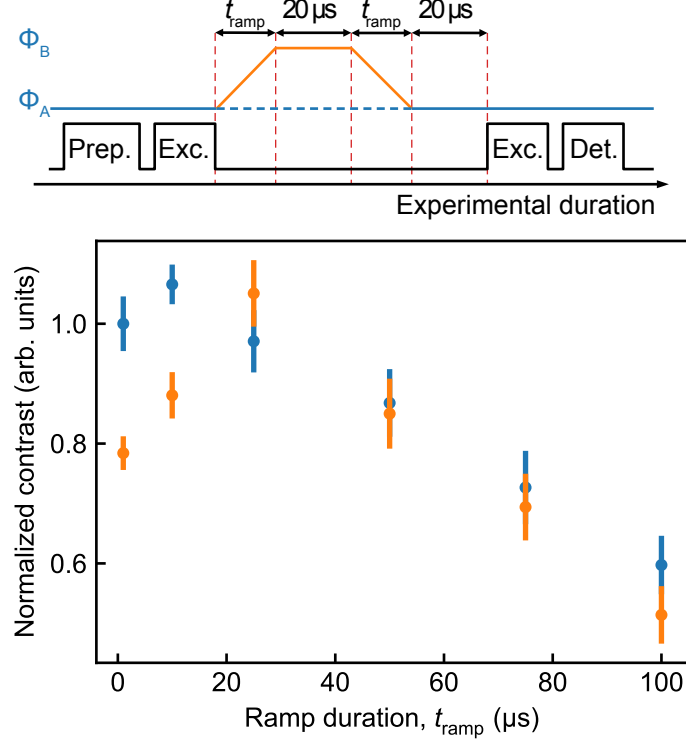 t_ramp 20 µs t_ramp 20 µs
Φ_B
Φ_A
Prep. Exc. Exc. Det.
Experimental duration
Normalized contrast (arb. units)
1.0
0.8
0.6
0 20 40 60 80 100
Ramp duration, t_ramp (µs)